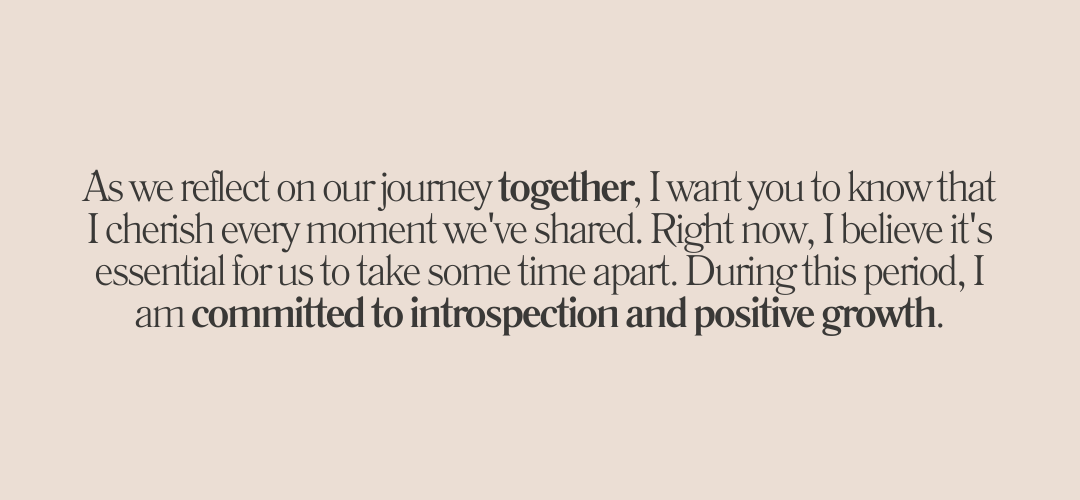 As we reflect on our journey together, I want you to know that
I cherish every moment we've shared. Right now, I believe it's
essential for us to take some time apart. During this period, I
am committed to introspection and positive growth.